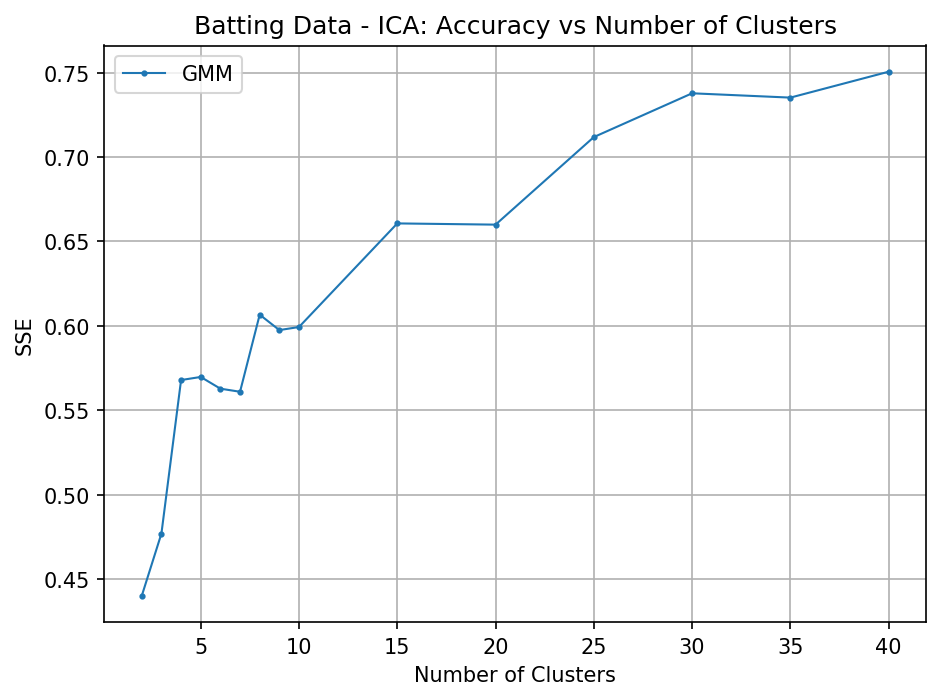 Batting Data - ICA: Accuracy vs Number of Clusters
GMM
0.75
0.70
0.65
0.60
0.55
0.50
0.45
SSE
5 10 15 20 25 30 35 40
Number of Clusters